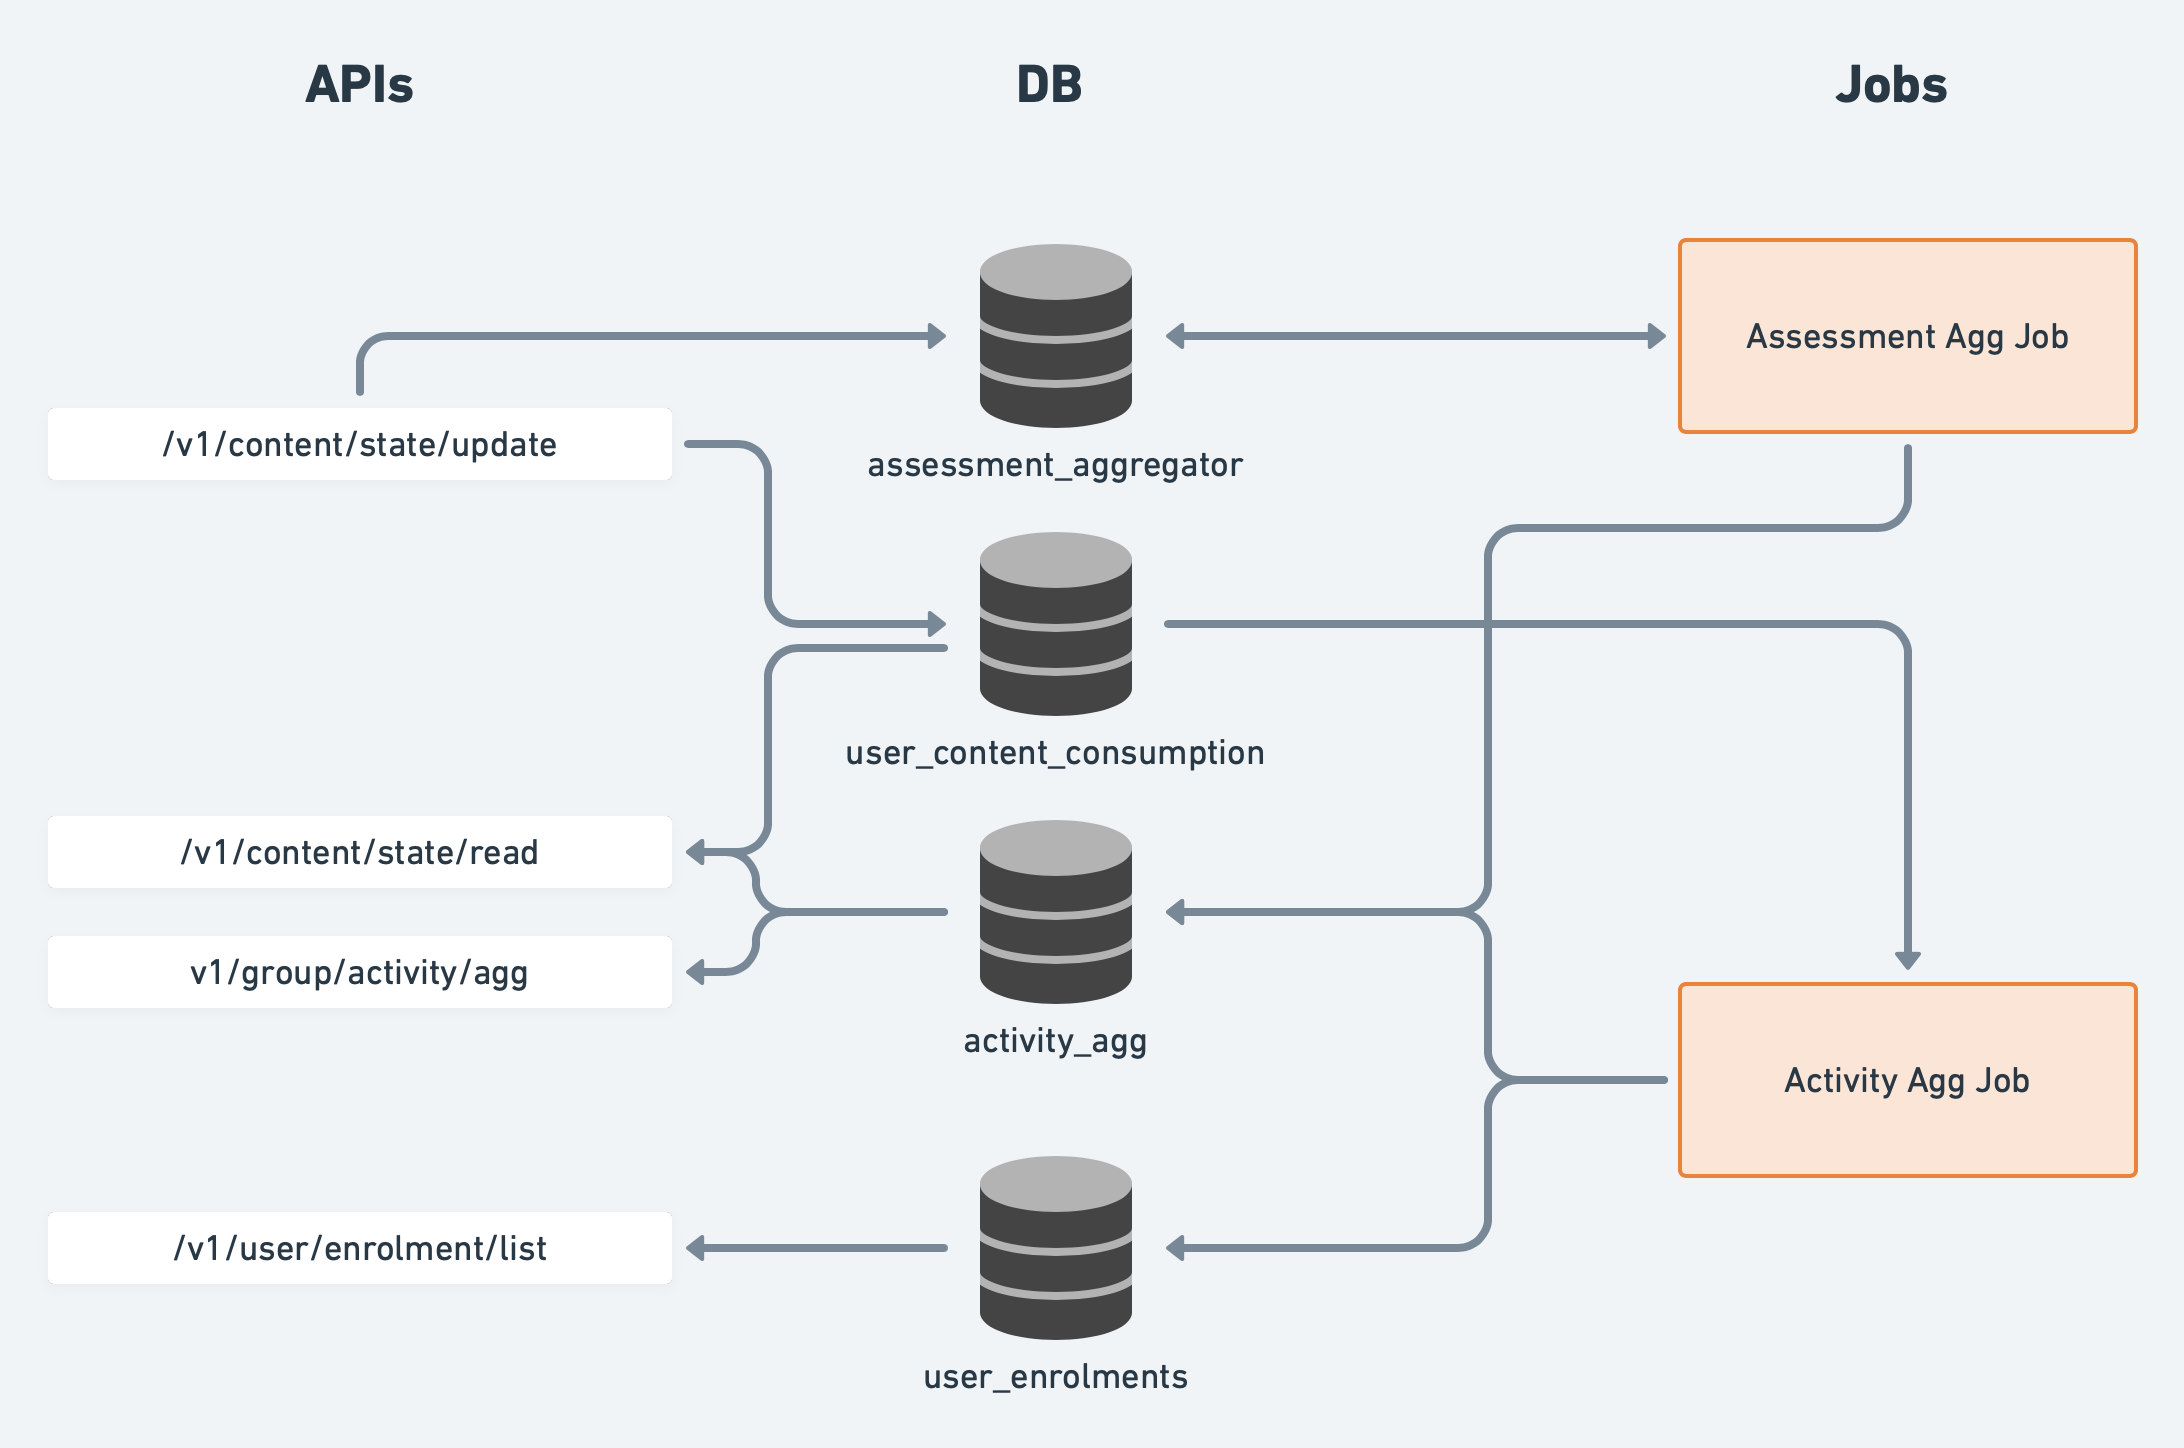 APIs
DB
Jobs
Assessment Agg Job
/v1/content/state/update
assessment_aggregator
user_content_consumption
/v1/content/state/read
v1/group/activity/agg
activity_agg
Activity Agg Job
/v1/user/enrolment/list
user_enrolments